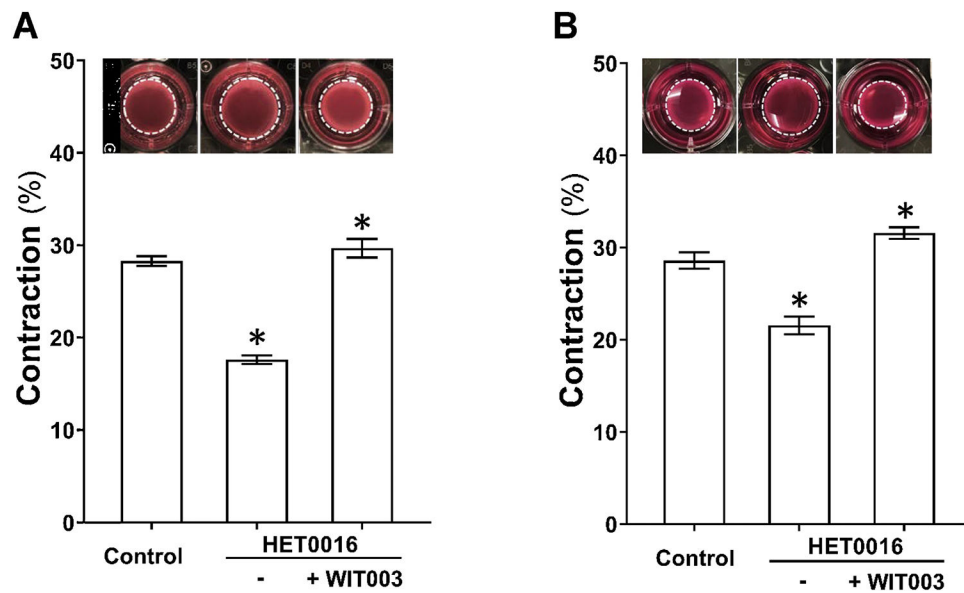 A
50
40
30
20
10
0
Contraction (%)
*
*
Control
HET0016
-
+ WIT003
B
50
40
30
20
10
0
Contraction (%)
*
*
Control
HET0016
-
+ WIT003